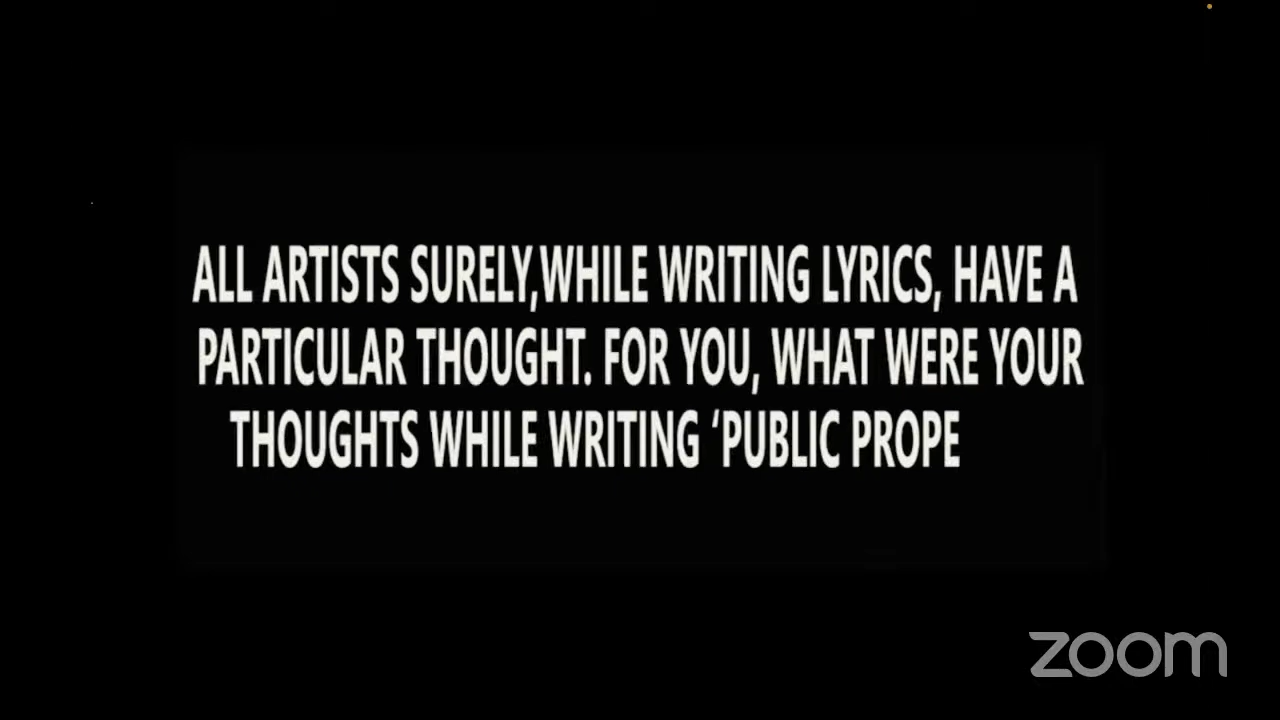 ALL ARTISTS SURELY,WHILE WRITING LYRICS, HAVE A
PARTICULAR THOUGHT. FOR YOU, WHAT WERE YOUR
THOUGHTS WHILE WRITING ‘PUBLIC PROPE
zoom